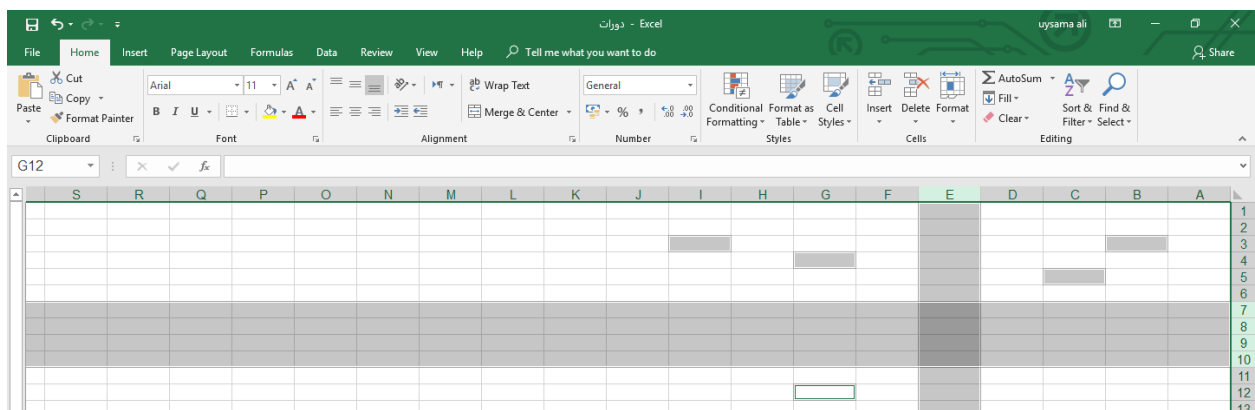 دورات - Excel uysama ali
File Home Insert Page Layout Formulas Data Review View Help Tell me what you want to do Share
Cut
Copy
Format Painter
Paste
Clipboard
Arial 11 A A
B I U A
Font
ab Wrap Text
Merge & Center
Alignment
General
% , .00
Number
Conditional Formatting
Format as Table
Cell Styles
Styles
Insert Delete Format
Cells
AutoSum
Fill
Clear
Sort & Filter
Find & Select
Editing
G12 fx
S R Q P O N M L K J I H G F E D C B A
1
2
3
4
5
6
7
8
9
10
11
12
13